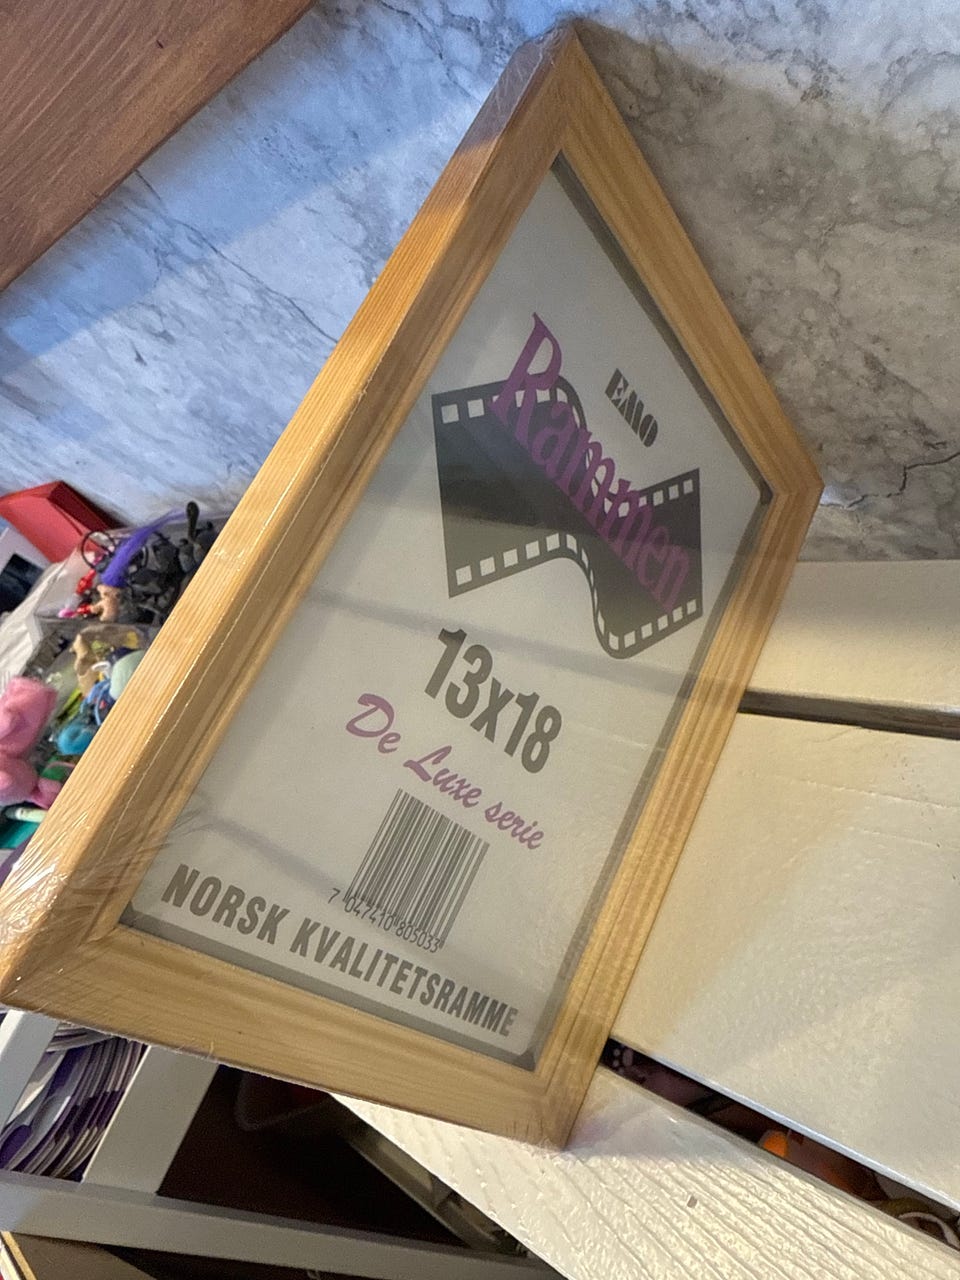 EMO
Rammen
13x18
De Luxe serie
7 047410 805033
NORSK KVALITETSRAMME